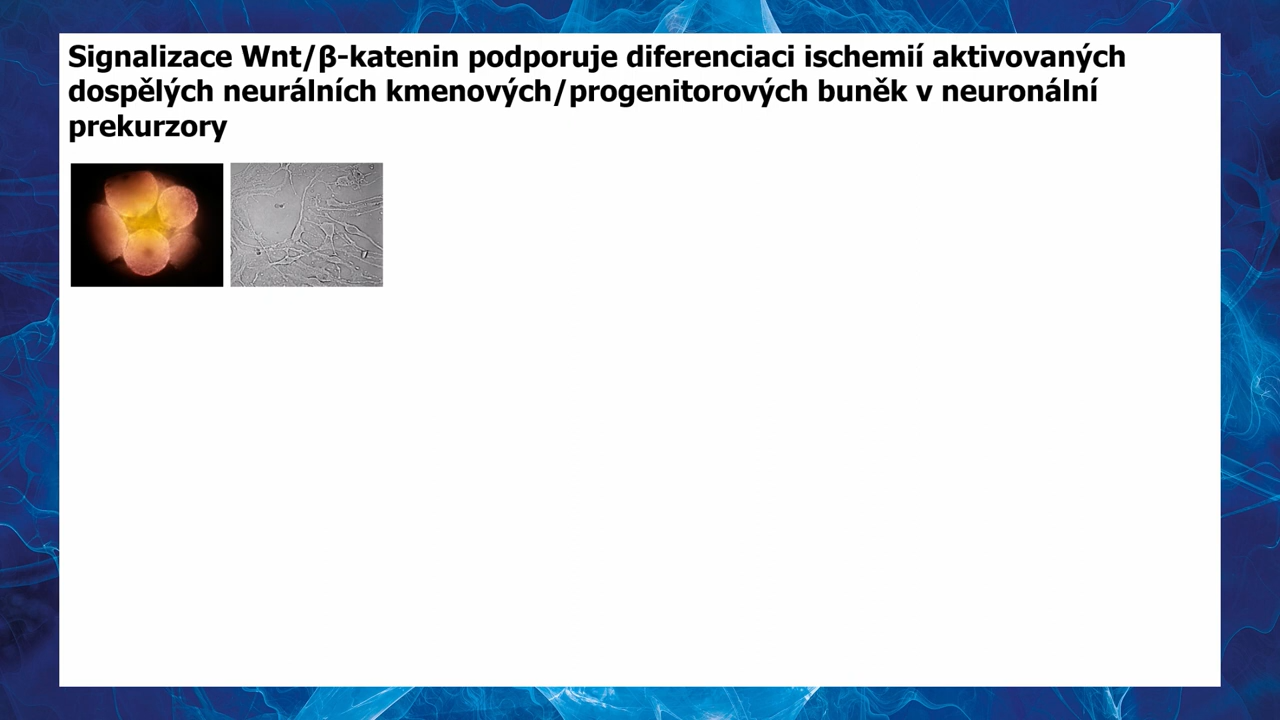 Signalizace Wnt/β-katenin podporuje diferenciaci ischemií aktivovaných
dospělých neurálních kmenových/progenitorových buněk v neuronální
prekurzory